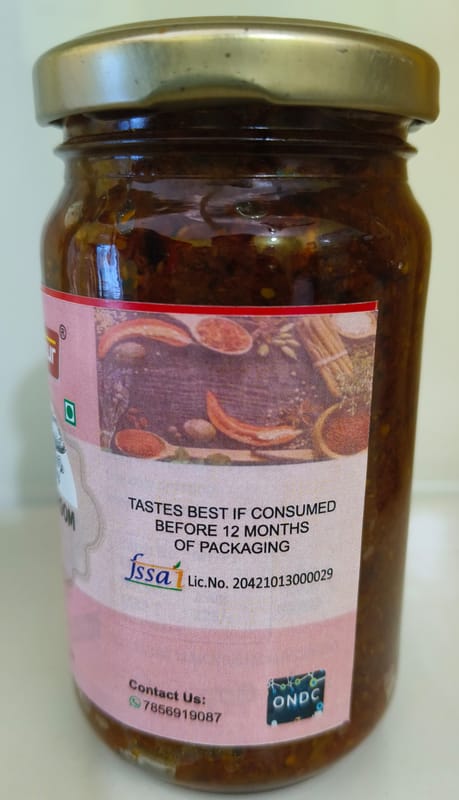 ®
TASTES BEST IF CONSUMED
BEFORE 12 MONTHS
OF PACKAGING
fssai Lic.No. 20421013000029
Contact Us:
7856919087
ONDC